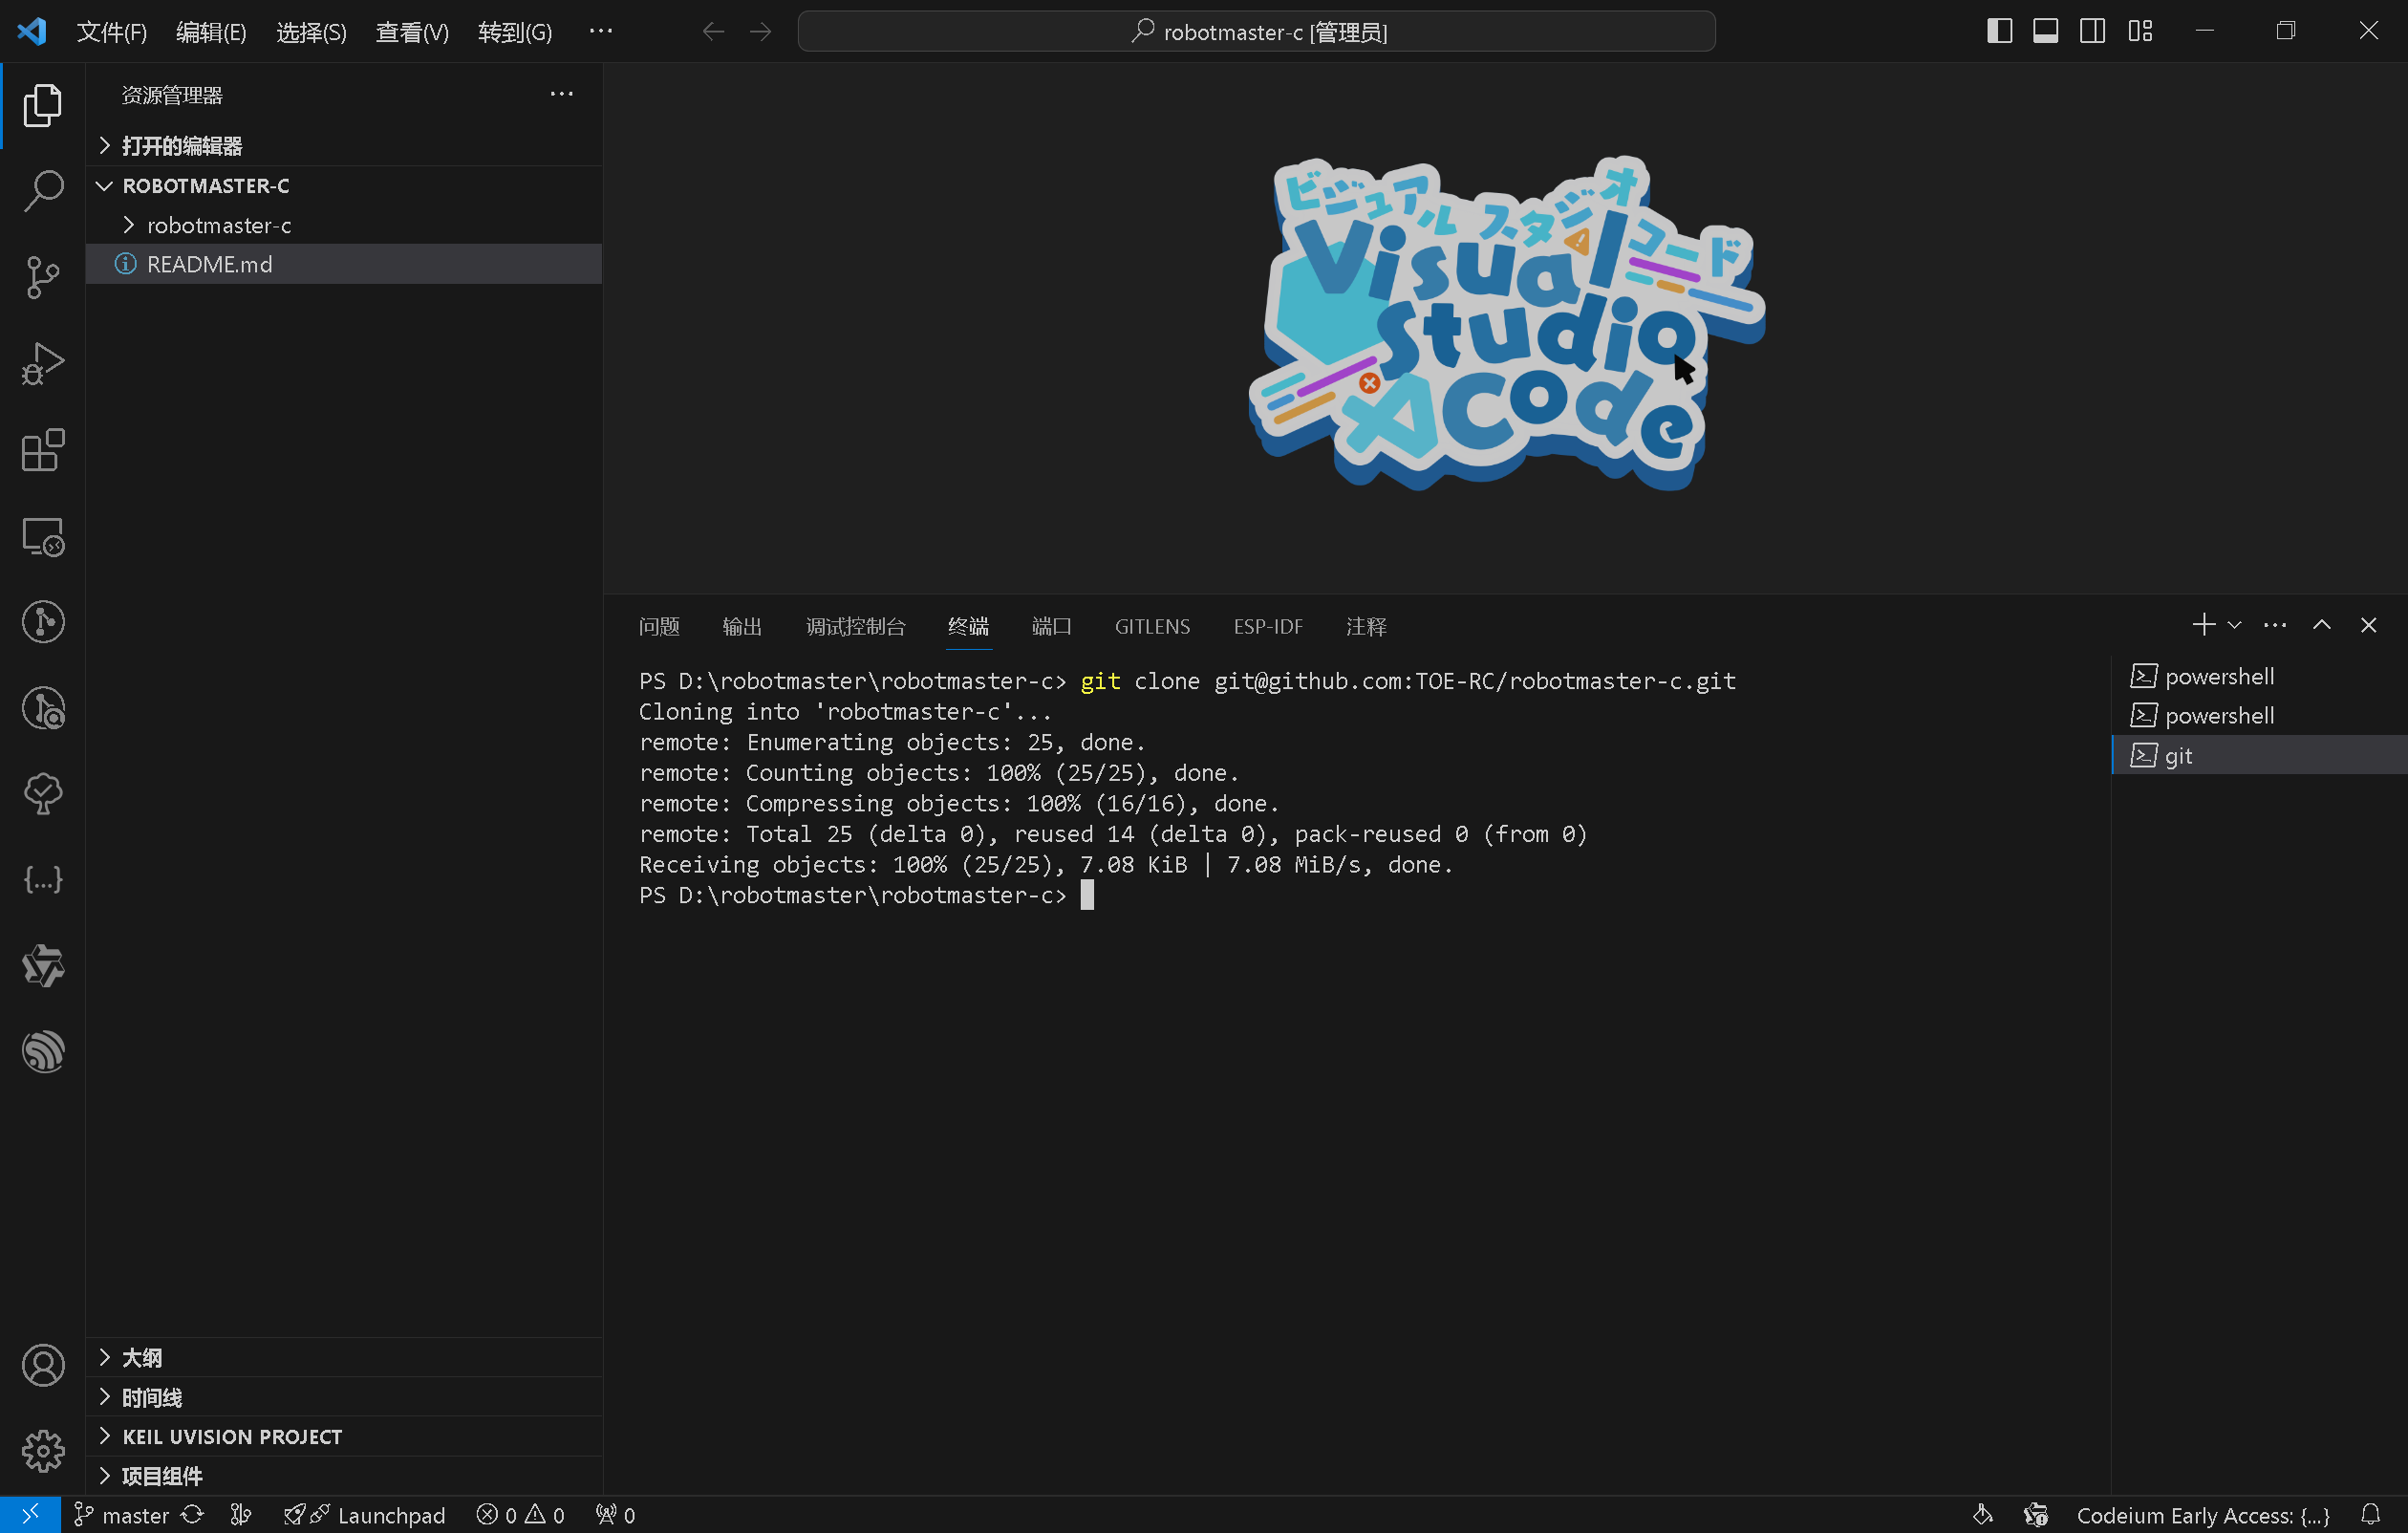 文件(F) 编辑(E) 选择(S) 查看(V) 转到(G) ···
robotmaster-c [管理员]
资源管理器
打开的编辑器
ROBOTMASTER-C
robotmaster-c
README.md
ビジュアルスタジオコード
Visual
Studio
Code
问题 输出 调试控制台 终端 端口 GITLENS ESP-IDF 注释
PS D:\robotmaster\robotmaster-c> git clone git@github.com:TOE-RC/robotmaster-c.git
Cloning into 'robotmaster-c'...
remote: Enumerating objects: 25, done.
remote: Counting objects: 100% (25/25), done.
remote: Compressing objects: 100% (16/16), done.
remote: Total 25 (delta 0), reused 14 (delta 0), pack-reused 0 (from 0)
Receiving objects: 100% (25/25), 7.08 KiB | 7.08 MiB/s, done.
PS D:\robotmaster\robotmaster-c>
powershell
powershell
git
大纲
时间线
KEIL UVISION PROJECT
项目组件
master Launchpad 0 0 0 Codeium Early Access: {...}